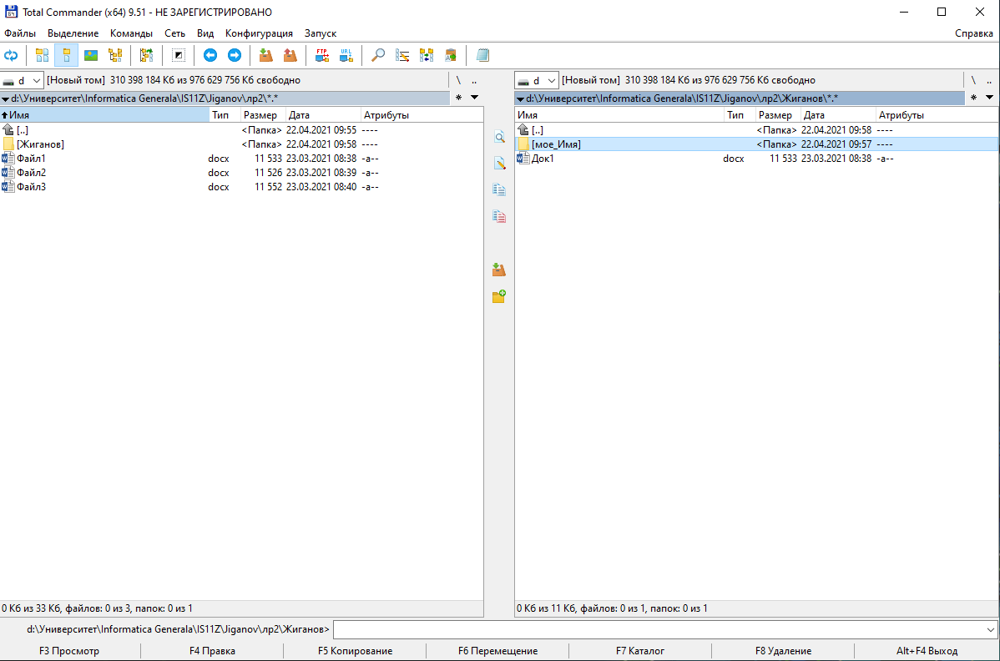 Total Commander (x64) 9.51 - НЕ ЗАРЕГИСТРИРОВАНО
Файлы Выделение Команды Сеть Вид Конфигурация Запуск Справка
FTP URL
d [Новый том] 310 398 184 Кб из 976 629 756 Кб свободно \ ..
d:\Университет\Informatica Generala\IS11Z\Jiganov\лр2\*.* *
Имя Тип Размер Дата Атрибуты
[..] <Папка> 22.04.2021 09:55 ----
[Жиганов] <Папка> 22.04.2021 09:58 ----
Файл1 docx 11 533 23.03.2021 08:38 -a--
Файл2 docx 11 526 23.03.2021 08:39 -a--
Файл3 docx 11 552 23.03.2021 08:40 -a--
0 Кб из 33 Кб, файлов: 0 из 3, папок: 0 из 1
d [Новый том] 310 398 184 Кб из 976 629 756 Кб свободно \ ..
d:\Университет\Informatica Generala\IS11Z\Jiganov\лр2\Жиганов\*.* *
Имя Тип Размер Дата Атрибуты
[..] <Папка> 22.04.2021 09:58 ----
[мое_Имя] <Папка> 22.04.2021 09:57 ----
Док1 docx 11 533 23.03.2021 08:38 -a--
0 Кб из 11 Кб, файлов: 0 из 1, папок: 0 из 1
d:\Университет\Informatica Generala\IS11Z\Jiganov\лр2\Жиганов>
F3 Просмотр F4 Правка F5 Копирование F6 Перемещение F7 Каталог F8 Удаление Alt+F4 Выход